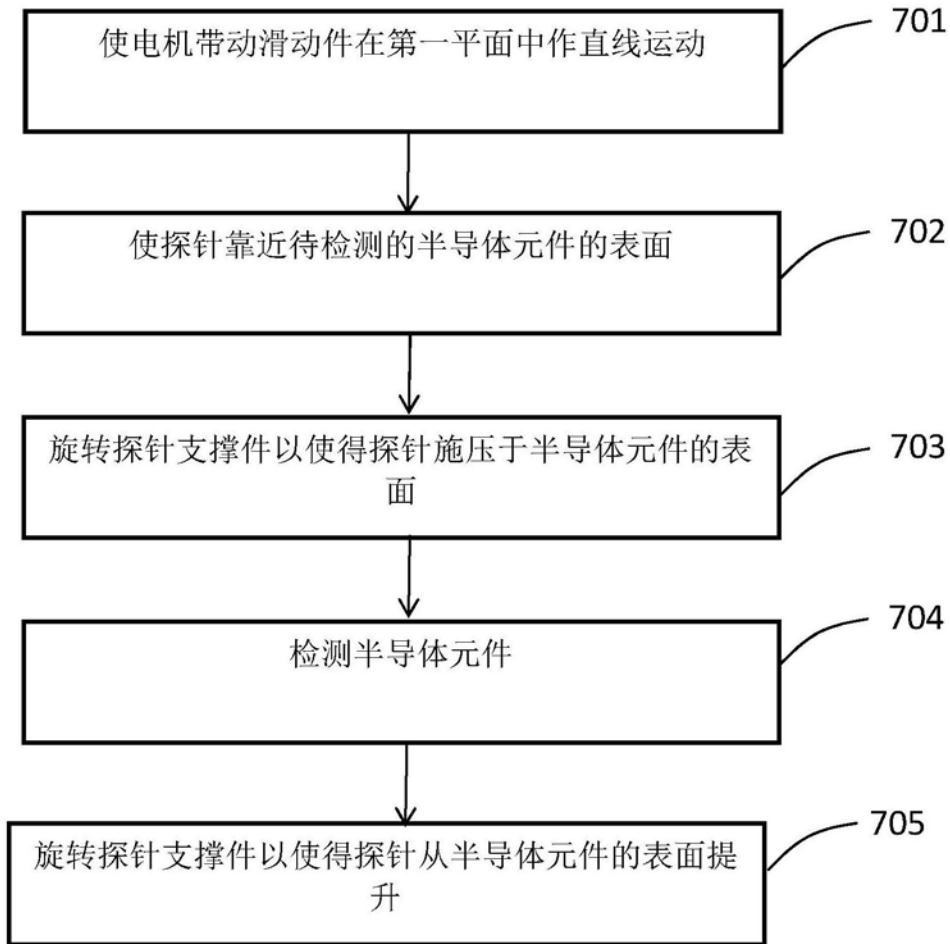 使电机带动滑动件在第一平面中作直线运动
701
使探针靠近待检测的半导体元件的表面
702
旋转探针支撑件以使得探针施压于半导体元件的表
面
703
检测半导体元件
704
旋转探针支撑件以使得探针从半导体元件的表面提
升
705